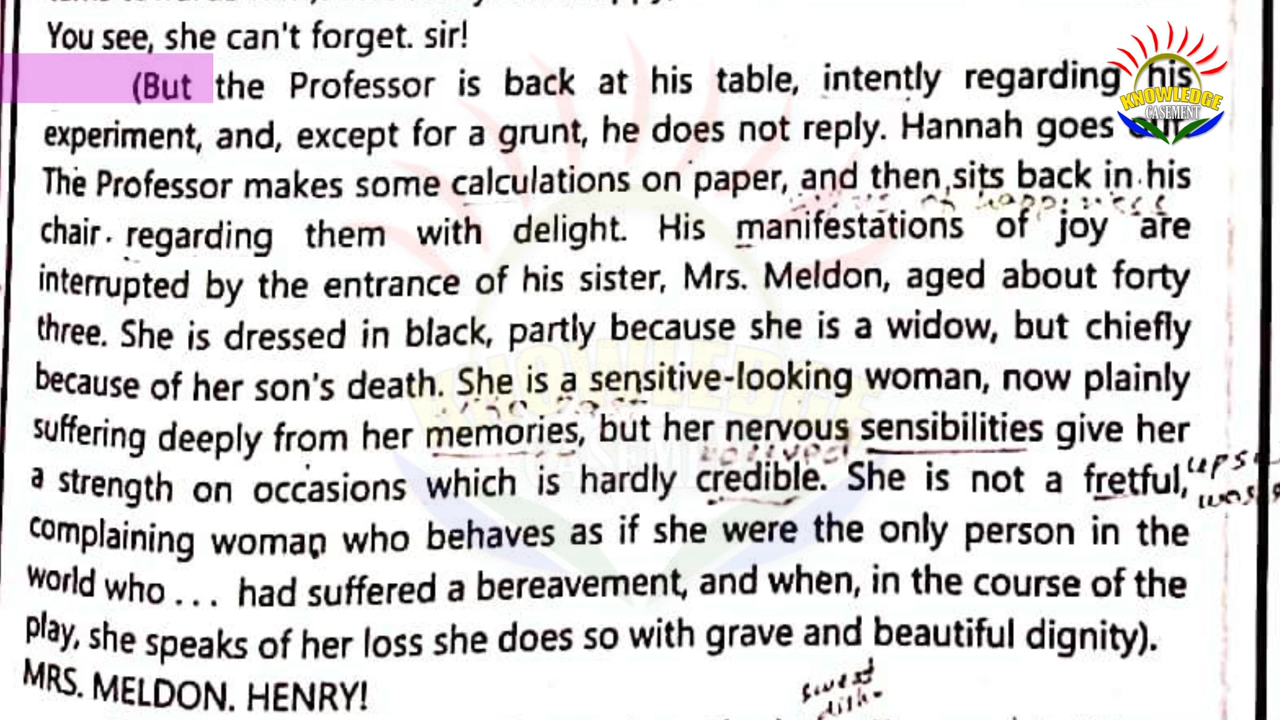 You see, she can't forget. sir!
(But the Professor is back at his table, intently regarding his
KNOWLEDGE
CASEMENT
experiment, and, except for a grunt, he does not reply. Hannah goes
The Professor makes some calculations on paper, and then sits back in his
chair. regarding them with delight. His manifestations of joy are
interrupted by the entrance of his sister, Mrs. Meldon, aged about forty
three. She is dressed in black, partly because she is a widow, but chiefly
because of her son's death. She is a sensitive-looking woman, now plainly
suffering deeply from her memories, but her nervous sensibilities give her
a strength on occasions which is hardly credible. She is not a fretful,
complaining woman who behaves as if she were the only person in the
world who ... had suffered a bereavement, and when, in the course of the
play, she speaks of her loss she does so with grave and beautiful dignity).
MRS. MELDON. HENRY!